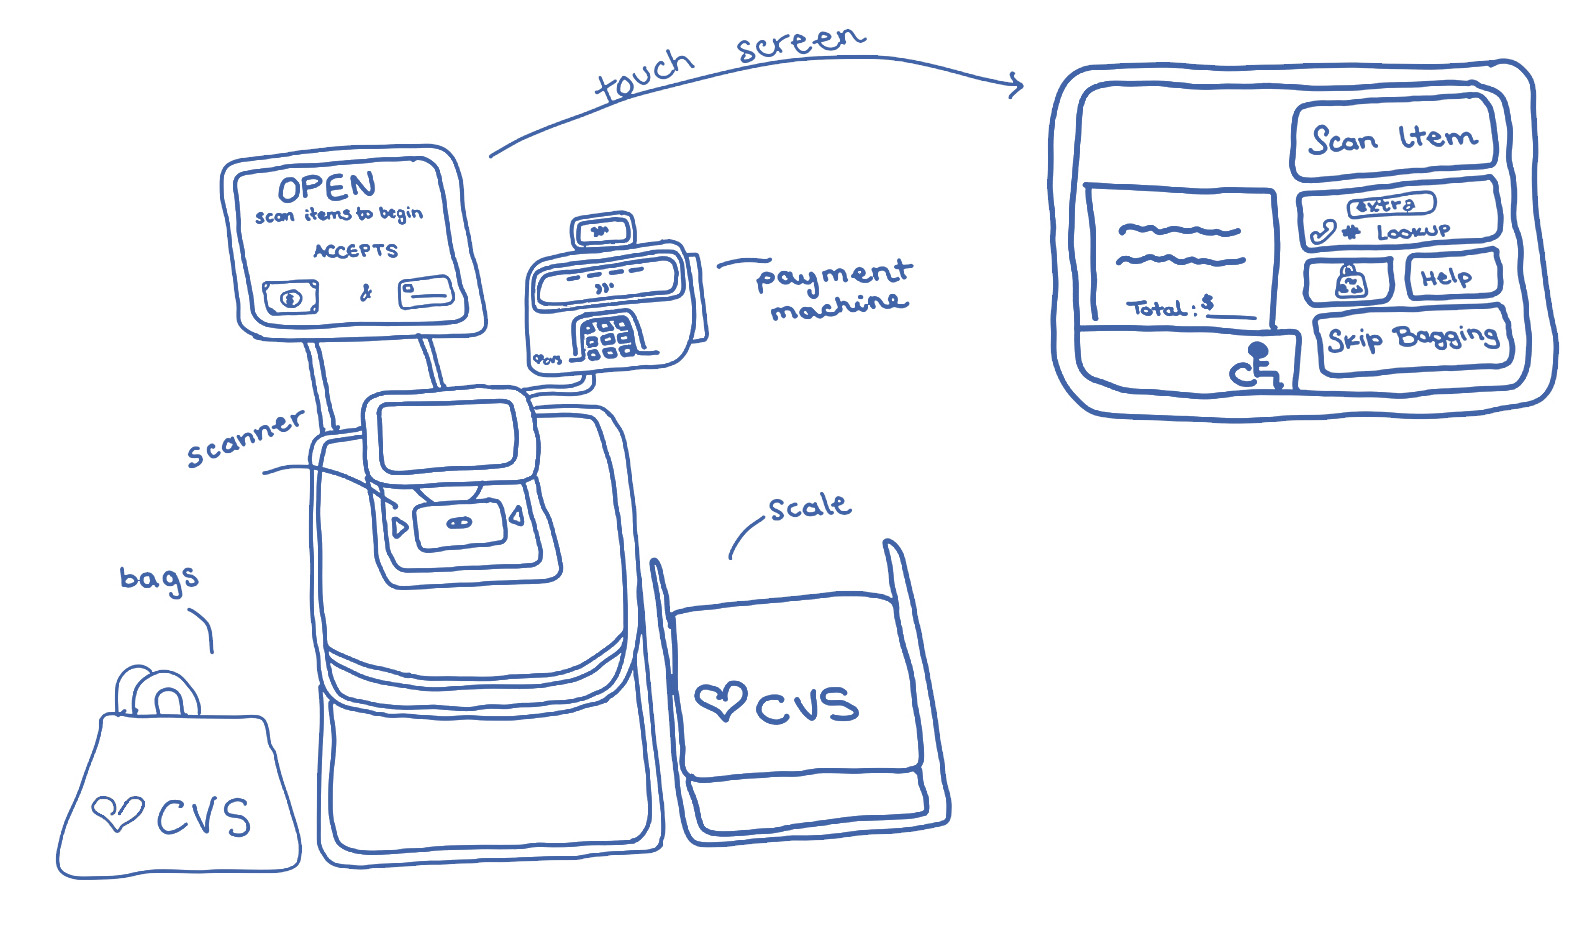 touch screen
OPEN
scan items to begin
ACCEPTS
$ &
payment
machine
CVS
scanner
scale
bags
CVS
CVS
Scan Item
extra
# LOOKUP
Help
Skip Bagging
Total: $